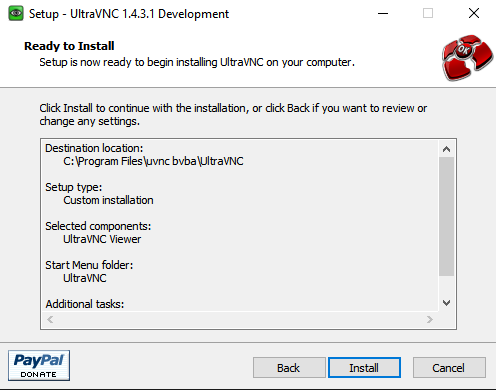 Setup - UltraVNC 1.4.3.1 Development
Ready to Install
Setup is now ready to begin installing UltraVNC on your computer.
OK
Click Install to continue with the installation, or click Back if you want to review or
change any settings.
Destination location:
C:\Program Files\uvnc bvba\UltraVNC
Setup type:
Custom installation
Selected components:
UltraVNC Viewer
Start Menu folder:
UltraVNC
Additional tasks:
PayPal
DONATE
Back
Install
Cancel